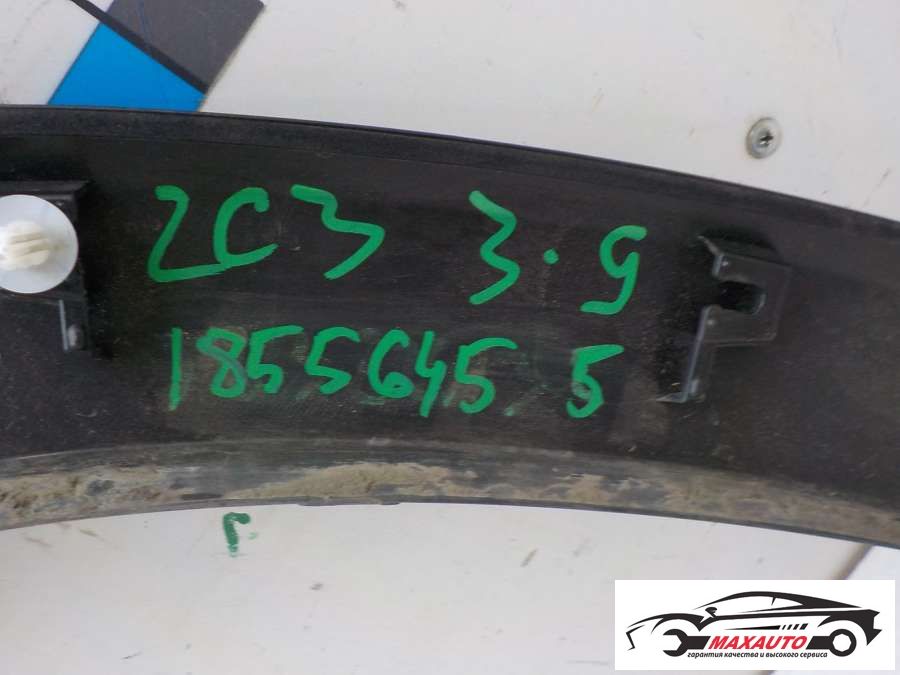 2C3 3.9
1855645 5
г.
MAXAUTO
гарантия качества и высокого сервиса